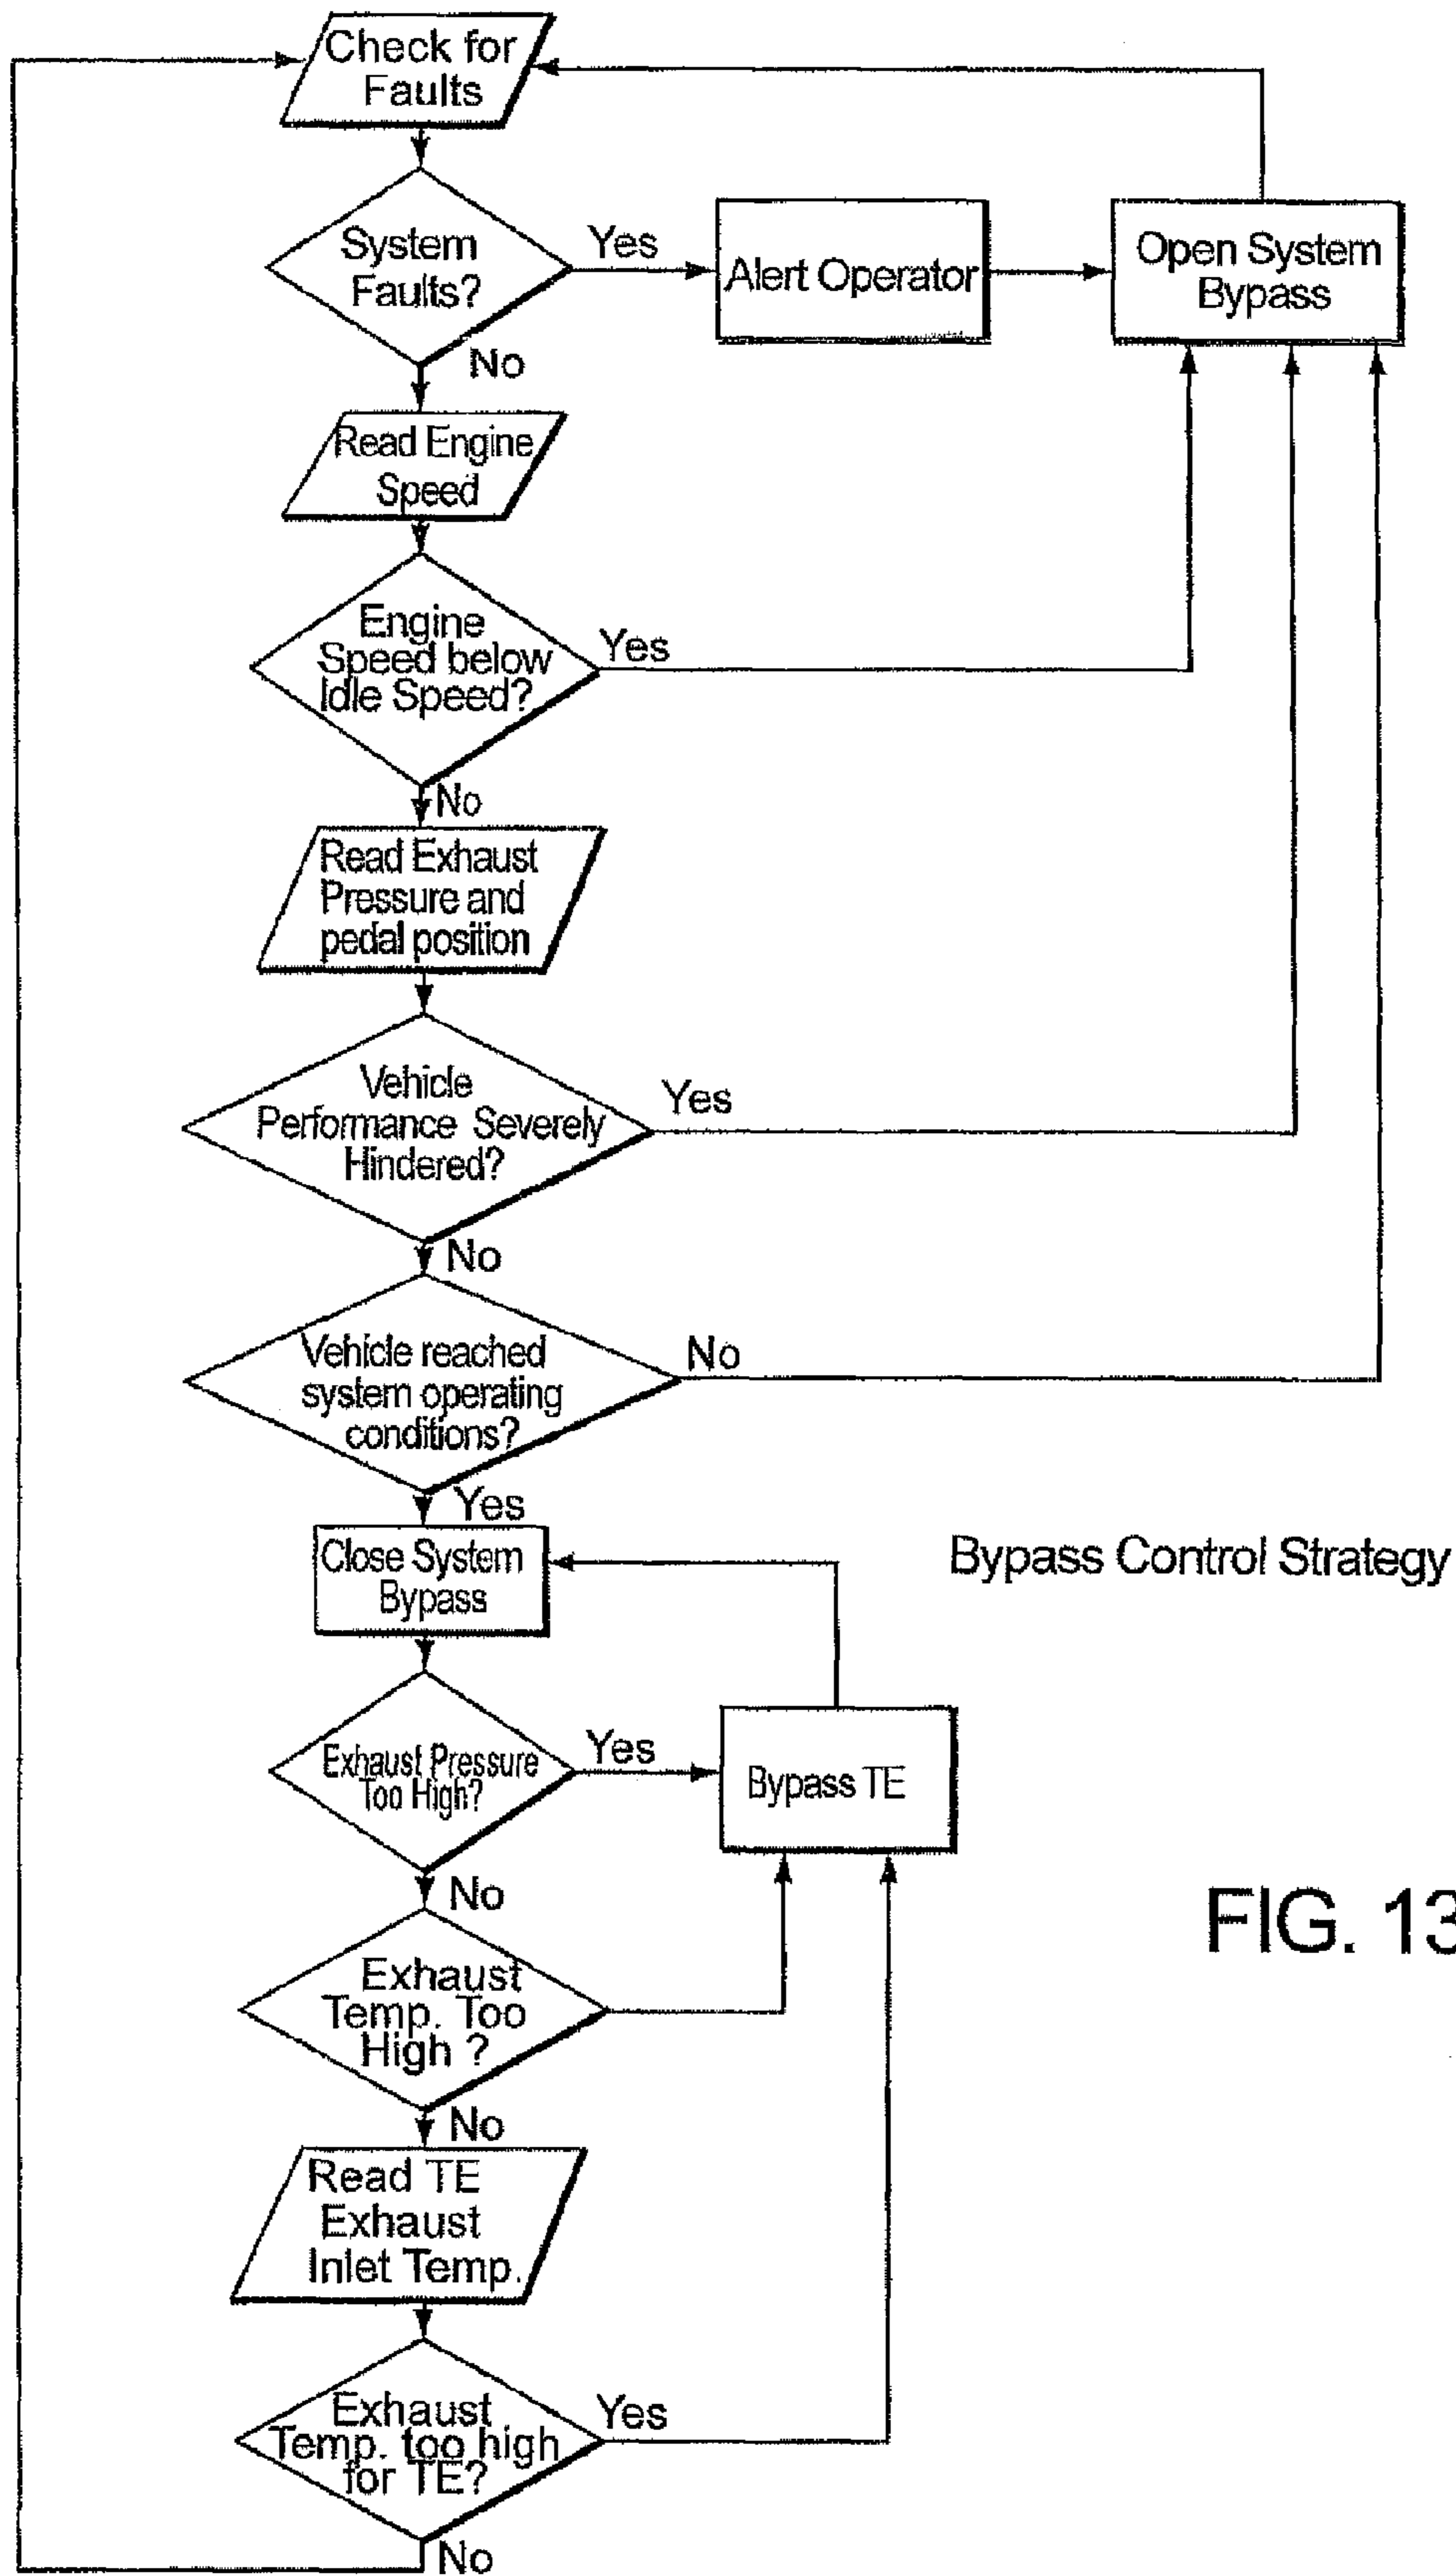 Check for
Faults
System
Faults?
Yes
Alert Operator
Open System
Bypass
No
Read Engine
Speed
Engine
Speed below
Idle Speed?
Yes
No
Read Exhaust
Pressure and
pedal position
Vehicle
Performance Severely
Hindered?
Yes
No
Vehicle reached
system operating
conditions?
No
Yes
Close System
Bypass
Bypass Control Strategy
Exhaust Pressure
Too High?
Yes
Bypass TE
No
FIG. 13
Exhaust
Temp. Too
High ?
No
Read TE
Exhaust
Inlet Temp.
Exhaust
Temp. too high
for TE?
Yes
No